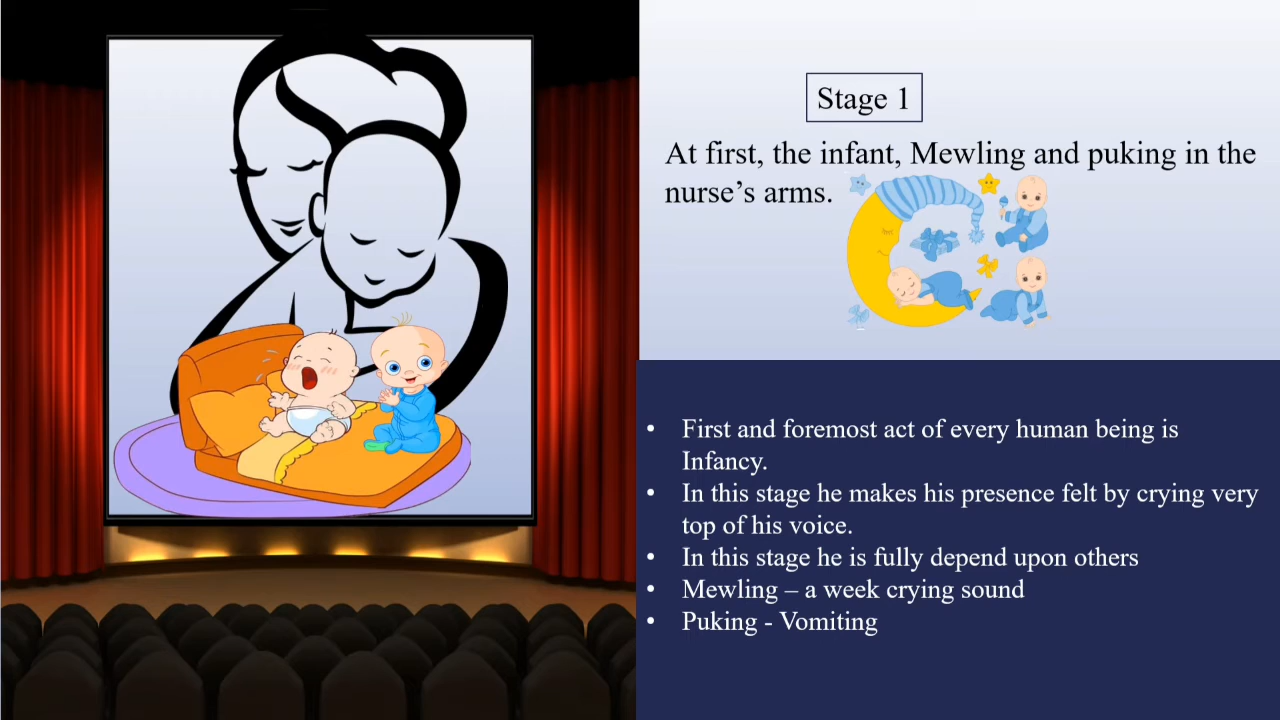 Stage 1
At first, the infant, Mewling and puking in the
nurse’s arms.
• First and foremost act of every human being is
Infancy.
• In this stage he makes his presence felt by crying very
top of his voice.
• In this stage he is fully depend upon others
• Mewling – a week crying sound
• Puking - Vomiting